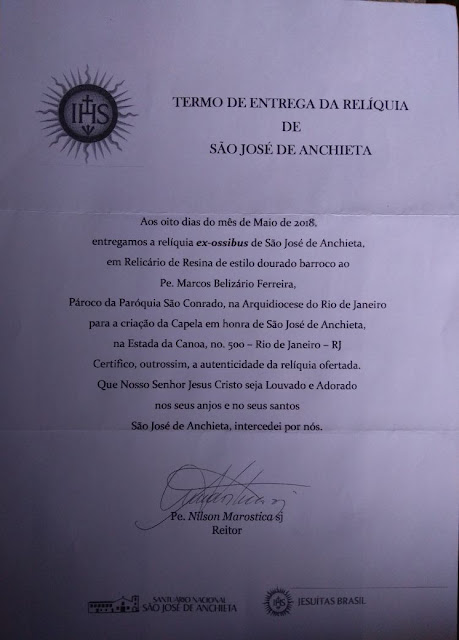 IHS
TERMO DE ENTREGA DA RELÍQUIA
DE
SÃO JOSÉ DE ANCHIETA
Aos oito dias do mês de Maio de 2018,
entregamos a relíquia ex-ossibus de São José de Anchieta,
em Relicário de Resina de estilo dourado barroco ao
Pe. Marcos Belizário Ferreira,
Pároco da Paróquia São Conrado, na Arquidiocese do Rio de Janeiro
para a criação da Capela em honra de São José de Anchieta,
na Estada da Canoa, no. 500 – Rio de Janeiro – RJ
Certifico, outrossim, a autenticidade da relíquia ofertada.
Que Nosso Senhor Jesus Cristo seja Louvado e Adorado
nos seus anjos e no seus santos
São José de Anchieta, intercedei por nós.
Pe. Nilson Marostica sj
Reitor
SANTUÁRIO NACIONAL
SÃO JOSÉ DE ANCHIETA
IHS
JESUÍTAS BRASIL